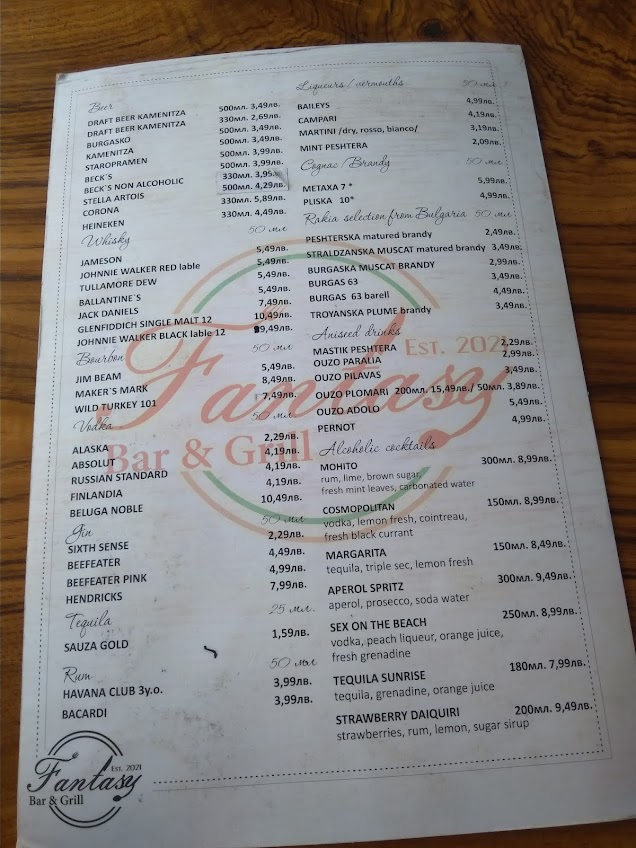 Beer
DRAFT BEER KAMENITZA 500мл. 3,49лв.
DRAFT BEER KAMENITZA 330мл. 2,69лв.
BURGASKO 500мл. 3,49лв.
KAMENITZA 500мл. 3,49лв.
STAROPRAMEN 500мл. 3,99лв.
BECK`S 500мл. 3,99лв.
BECK`S NON ALCOHOLIC 330мл. 3,99лв.
STELLA ARTOIS 500мл. 4,29лв.
CORONA 330мл. 5,89лв.
HEINEKEN 330мл. 4,49лв.
Whisky 50 мл
JAMESON 5,49лв.
JOHNNIE WALKER RED lable 5,49лв.
TULLAMORE DEW 5,49лв.
BALLANTINE`S 5,49лв.
JACK DANIELS 7,49лв.
GLENFIDDICH SINGLE MALT 12 10,49лв.
JOHNNIE WALKER BLACK lable 12 9,49лв.
Bourbon 50 мл
JIM BEAM 5,49лв.
MAKER`S MARK 8,49лв.
WILD TURKEY 101 7,49лв.
Vodka 50 мл
ALASKA 2,29лв.
ABSOLUT 4,19лв.
RUSSIAN STANDARD 4,19лв.
FINLANDIA 4,19лв.
BELUGA NOBLE 10,49лв.
Gin 50 мл
SIXTH SENSE 2,29лв.
BEEFEATER 4,49лв.
BEEFEATER PINK 4,99лв.
HENDRICKS 7,99лв.
Tequila 25 мл.
SAUZA GOLD 1,59лв.
Rum 50 мл
HAVANA CLUB 3y.o. 3,99лв.
BACARDI 3,99лв.
Liqueurs / vermouths 50 мл
BAILEYS 4,99лв.
CAMPARI 4,19лв.
MARTINI /dry, rosso, bianco/ 3,19лв.
MINT PESHTERA 2,09лв.
Cognac / Brandy 50 мл
METAXA 7 * 5,99лв.
PLISKA 10* 4,99лв.
Rakia selection from Bulgaria 50 мл
PESHTERSKA matured brandy 2,49лв.
STRALDZANSKA MUSCAT matured brandy 3,49лв.
BURGASKA MUSCAT BRANDY 2,99лв.
BURGAS 63 3,49лв.
BURGAS 63 barell 4,49лв.
TROYANSKA PLUME brandy 3,49лв.
Aniseed drinks
MASTIK PESHTERA 2,29лв.
OUZO PARALIA 2,99лв.
OUZO PILAVAS 3,49лв.
OUZO PLOMARI 200мл. 15,49лв./ 50мл. 3,89лв.
OUZO ADOLO 5,49лв.
PERNOT 4,99лв.
Alcoholic cocktails
MOHITO 300мл. 8,99лв.
rum, lime, brown sugar,
fresh mint leaves, carbonated water
COSMOPOLITAN 150мл. 8,99лв.
vodka, lemon fresh, cointreau,
fresh black currant
MARGARITA 150мл. 8,49лв.
tequila, triple sec, lemon fresh
APEROL SPRITZ 300мл. 9,49лв.
aperol, prosecco, soda water
SEX ON THE BEACH 250мл. 8,99лв.
vodka, peach liqueur, orange juice,
fresh grenadine
TEQUILA SUNRISE 180мл. 7,99лв.
tequila, grenadine, orange juice
STRAWBERRY DAIQUIRI 200мл. 9,49лв.
strawberries, rum, lemon, sugar sirup
Est. 2021
Fantasy
Bar & Grill
Est. 2021
Fantasy
Bar & Grill